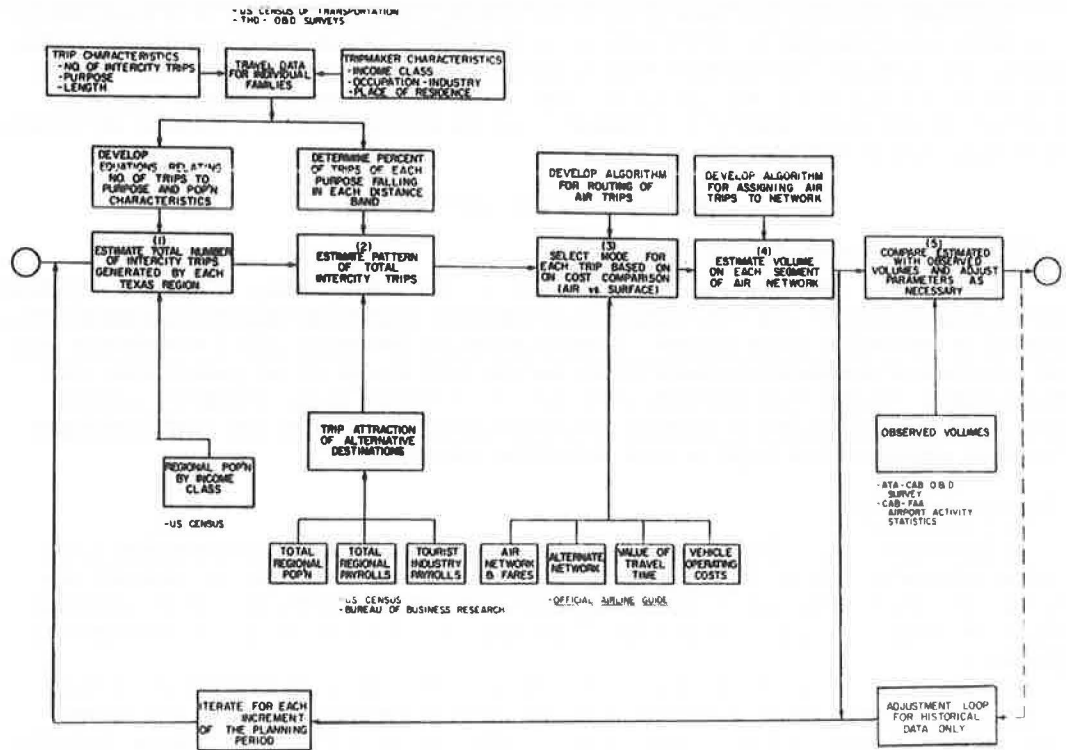 - US CENSUS OF TRANSPORTATION
- THD - O&D SURVEYS
TRIP CHARACTERISTICS
- NO. OF INTERCITY TRIPS
- PURPOSE
- LENGTH
TRAVEL DATA
FOR INDIVIDUAL
FAMILIES
TRIPMAKER CHARACTERISTICS
- INCOME CLASS
- OCCUPATION - INDUSTRY
- PLACE OF RESIDENCE
DEVELOP
EQUATIONS RELATING
NO. OF TRIPS TO
PURPOSE AND POP'N
CHARACTERISTICS
DETERMINE PERCENT
OF TRIPS OF EACH
PURPOSE FALLING
IN EACH DISTANCE
BAND
DEVELOP ALGORITHM
FOR ROUTING OF
AIR TRIPS
DEVELOP ALGORITHM
FOR ASSIGNING AIR
TRIPS TO NETWORK
(1)
ESTIMATE TOTAL NUMBER
OF INTERCITY TRIPS
GENERATED BY EACH
TEXAS REGION
(2)
ESTIMATE PATTERN
OF TOTAL
INTERCITY TRIPS
(3)
SELECT MODE FOR
EACH TRIP BASED ON
ON COST COMPARISON
(AIR vs SURFACE)
(4)
ESTIMATE VOLUME
ON EACH SEGMENT
OF AIR NETWORK
(5)
COMPARE ESTIMATED
WITH OBSERVED
VOLUMES AND ADJUST
PARAMETERS AS
NECESSARY
TRIP ATTRACTION
OF ALTERNATIVE
DESTINATIONS
OBSERVED VOLUMES
- ATA-CAB O&D
SURVEY
- CAB-FAA
AIRPORT ACTIVITY
STATISTICS
REGIONAL POP'N
BY INCOME
CLASS
- US CENSUS
TOTAL
REGIONAL
POP'N
TOTAL
REGIONAL
PAYROLLS
TOURIST
INDUSTRY
PAYROLLS
AIR
NETWORK
& FARES
ALTERNATE
NETWORK
VALUE OF
TRAVEL
TIME
VEHICLE
OPERATING
COSTS
- US CENSUS
- BUREAU OF BUSINESS RESEARCH
- OFFICIAL AIRLINE GUIDE
ITERATE FOR EACH
INCREMENT
OF THE PLANNING
PERIOD
ADJUSTMENT LOOP
FOR HISTORICAL
DATA ONLY